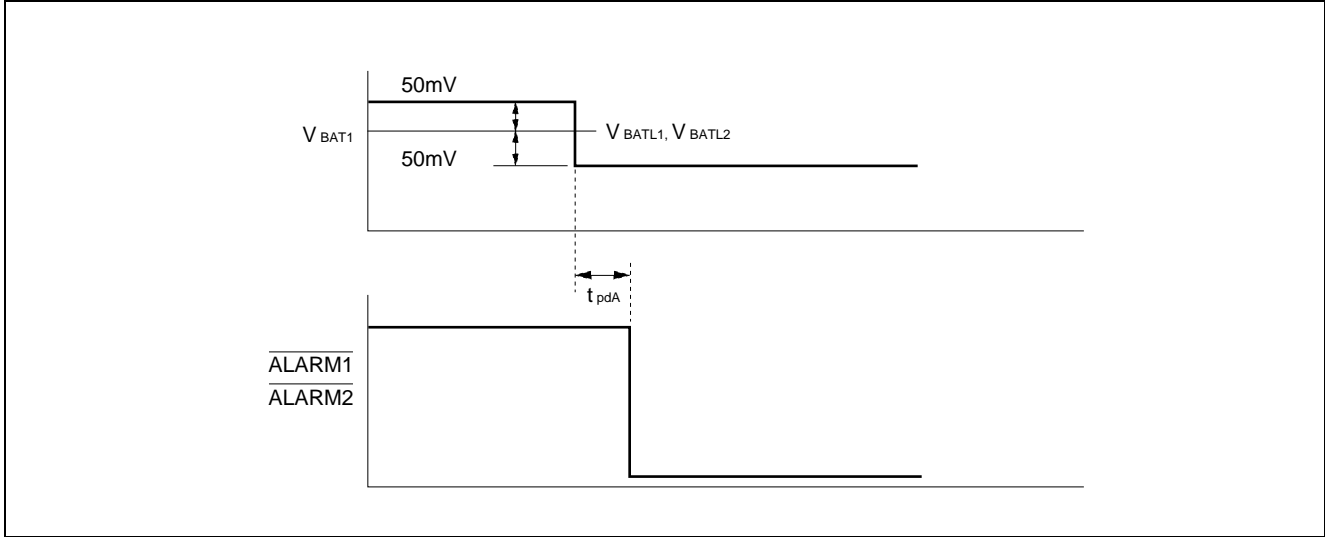 50mV
V BAT1
V BATL1, V BATL2
50mV
t pdA
ALARM1
ALARM2